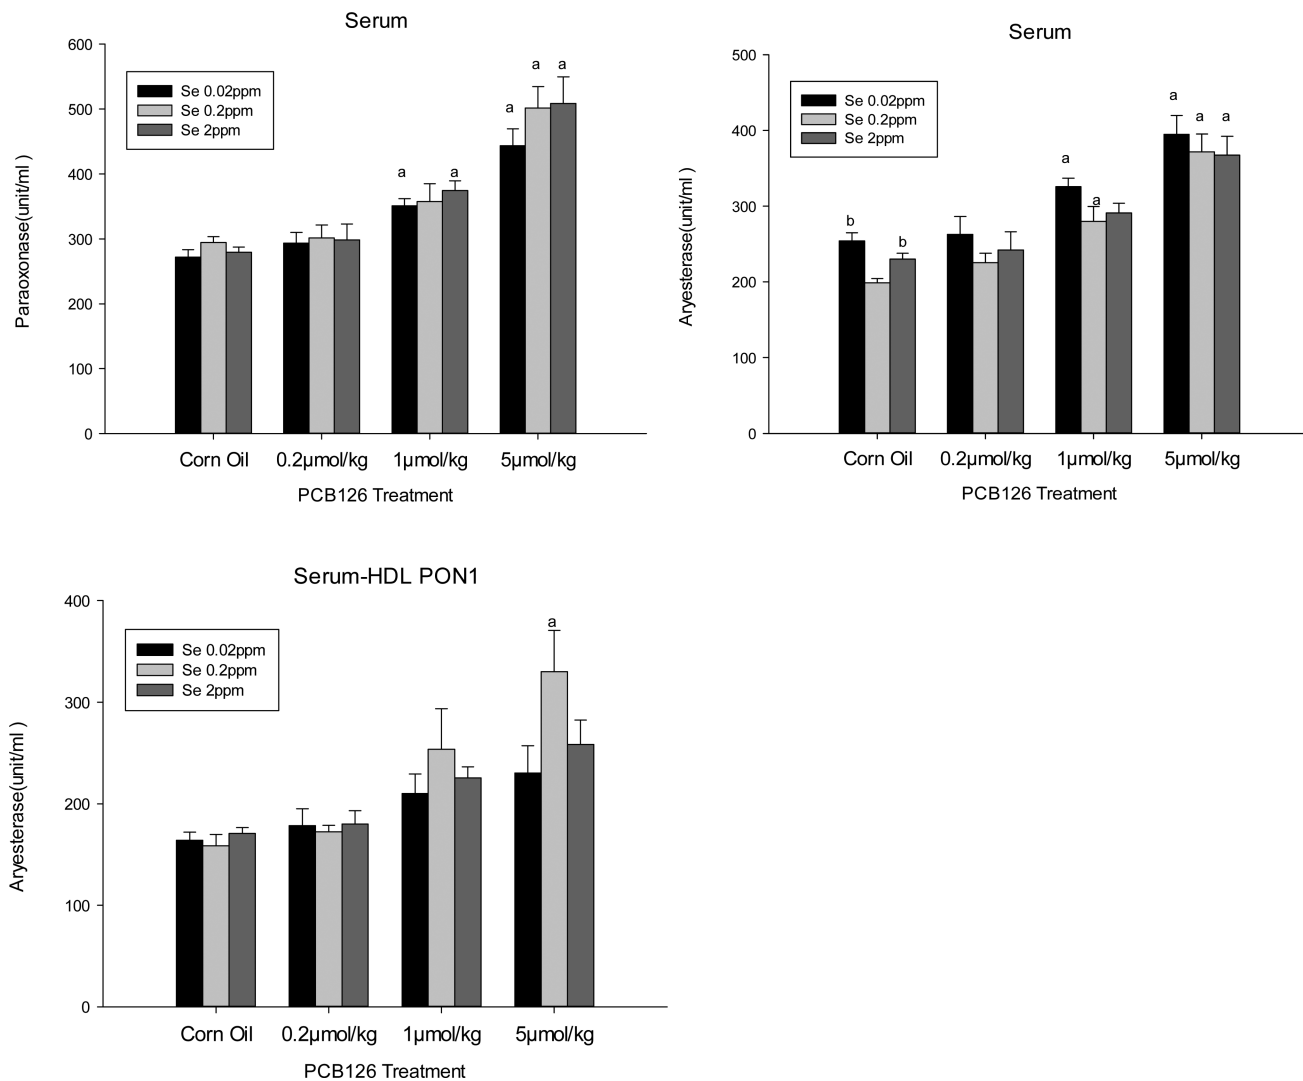 Serum
600
500
400
300
200
100
0
Paraoxonase(unit/ml )
Se 0.02ppm
Se 0.2ppm
Se 2ppm
a
a
a
a
a
Corn Oil 0.2µmol/kg 1µmol/kg 5µmol/kg
PCB126 Treatment
Serum
500
400
300
200
100
0
Aryesterase(unit/ml )
Se 0.02ppm
Se 0.2ppm
Se 2ppm
b
b
a
a
a
a
a
Corn Oil 0.2µmol/kg 1µmol/kg 5µmol/kg
PCB126 Treatment
Serum-HDL PON1
400
300
200
100
0
Aryesterase(unit/ml )
Se 0.02ppm
Se 0.2ppm
Se 2ppm
a
Corn Oil 0.2µmol/kg 1µmol/kg 5µmol/kg
PCB126 Treatment